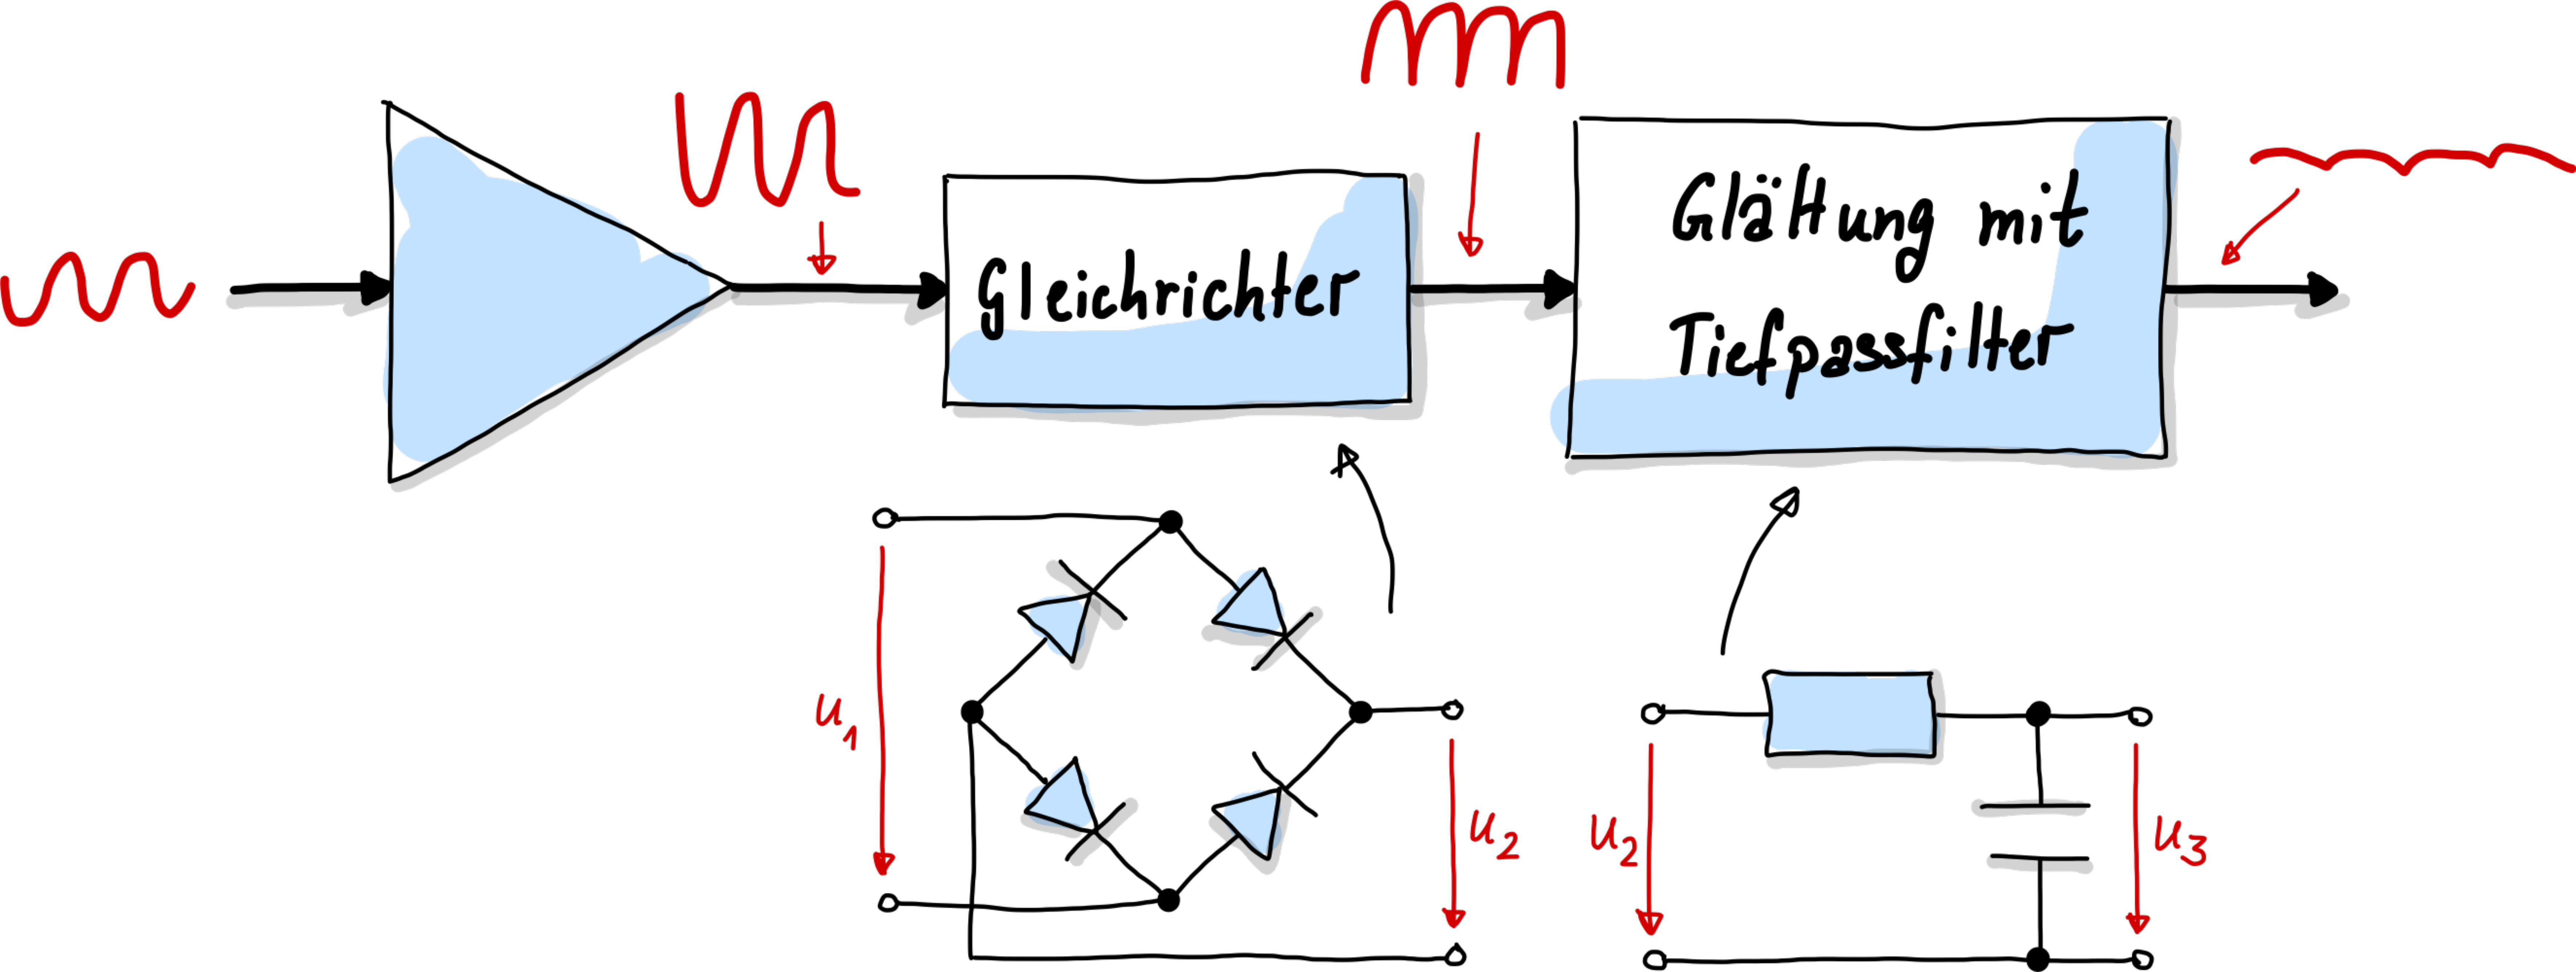 Gleichrichter
Glättung mit
Tiefpassfilter
u1
u2
u2
u3